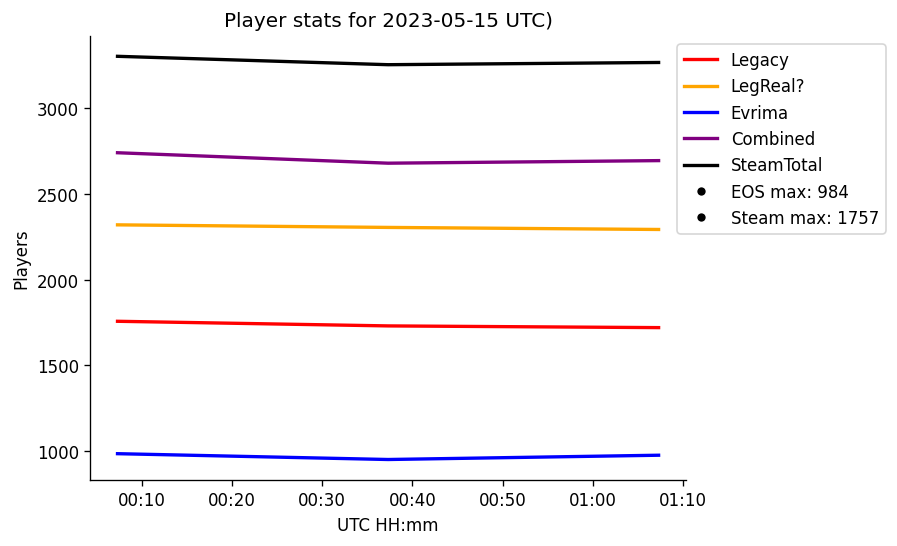 Player stats for 2023-05-15 UTC)
Legacy
LegReal?
Evrima
Combined
SteamTotal
EOS max: 984
Steam max: 1757
Players
3000
2500
2000
1500
1000
00:10 00:20 00:30 00:40 00:50 01:00 01:10
UTC HH:mm